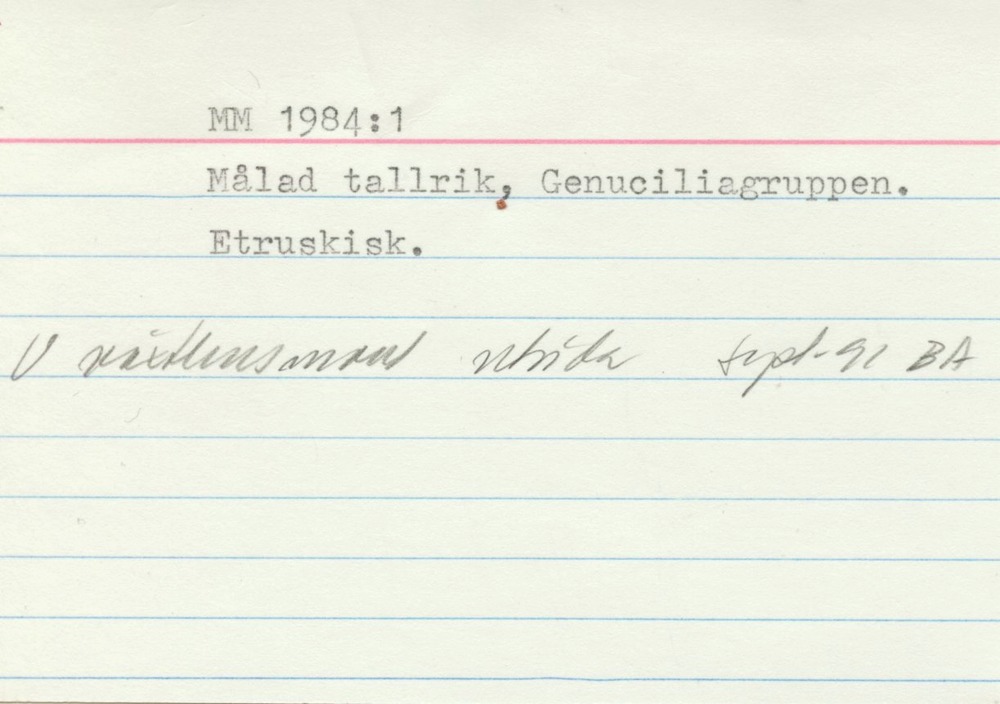 MM 1984:1
Målad tallrik, Genuciliagruppen.
Etruskisk.
V sept-91 BA